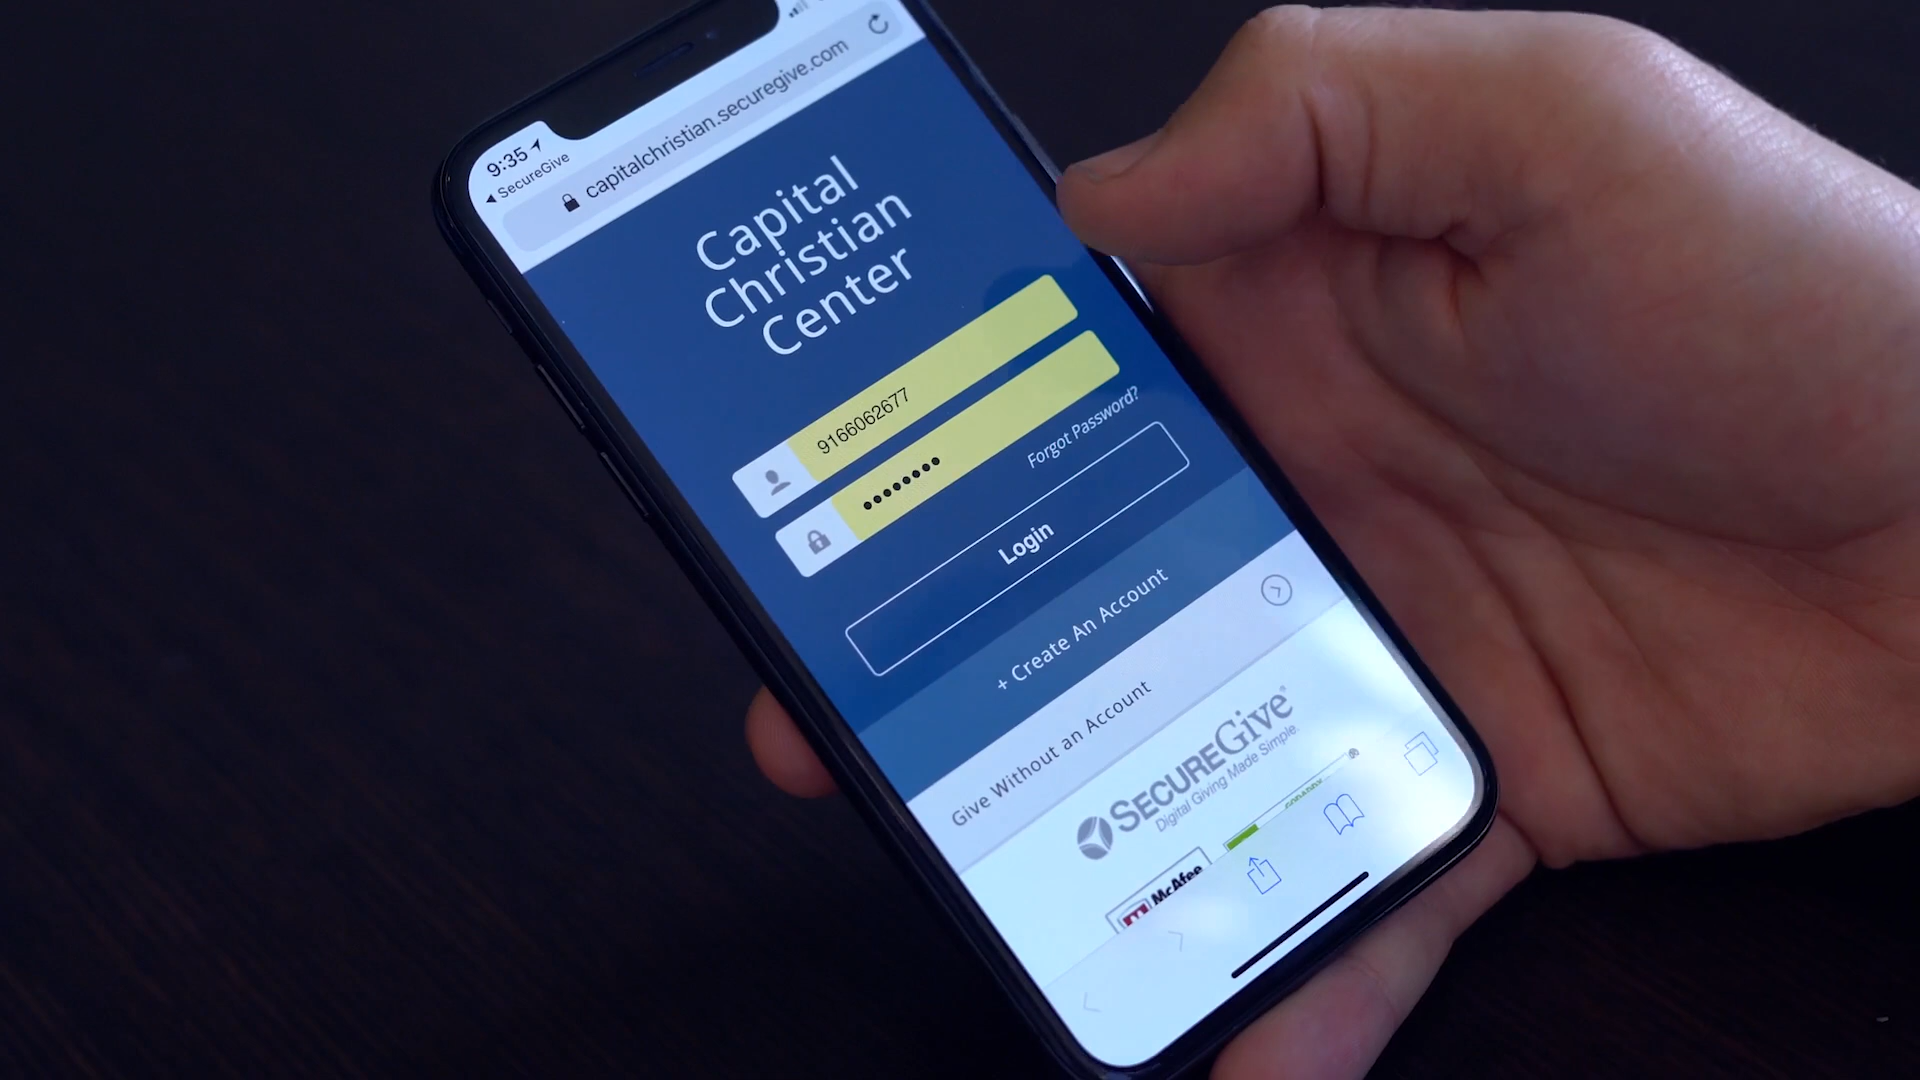 9:35
SecureGive
capitalchristian.securegive.com
Capital
Christian
Center
9166062677
••••••••
Forgot Password?
Login
+ Create An Account
Give Without an Account
SECUREGive®
Digital Giving Made Simple.
McAfee